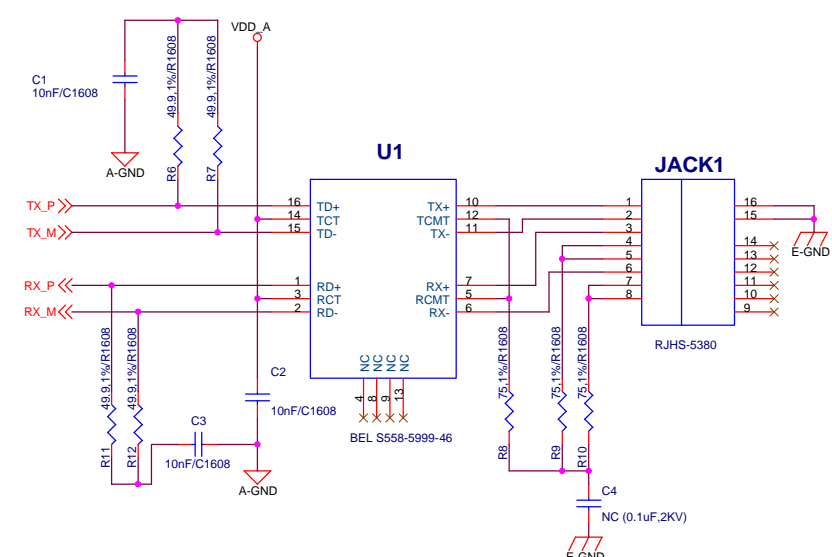 VDD_A
C1
10nF/C1608
A-GND
49.9,1%/R1608
R6
49.9,1%/R1608
R7
U1
JACK1
TX_P
TX_M
RX_P
RX_M
16 TD+
14 TCT
15 TD-
1 RD+
3 RCT
2 RD-
TX+ 10
TCMT 12
TX- 11
RX+ 7
RCMT 5
RX- 6
NC NC NC NC
4 8 9 13
BEL S558-5999-46
1
2
3
4
5
6
7
8
16
15
14
13
12
11
10
9
E-GND
RJHS-5380
49.9,1%/R1608
R11
49.9,1%/R1608
R12
C3
10nF/C1608
C2
10nF/C1608
A-GND
75,1%/R1608
R8
75,1%/R1608
R9
75,1%/R1608
R10
C4
NC (0.1uF,2KV)
E-GND